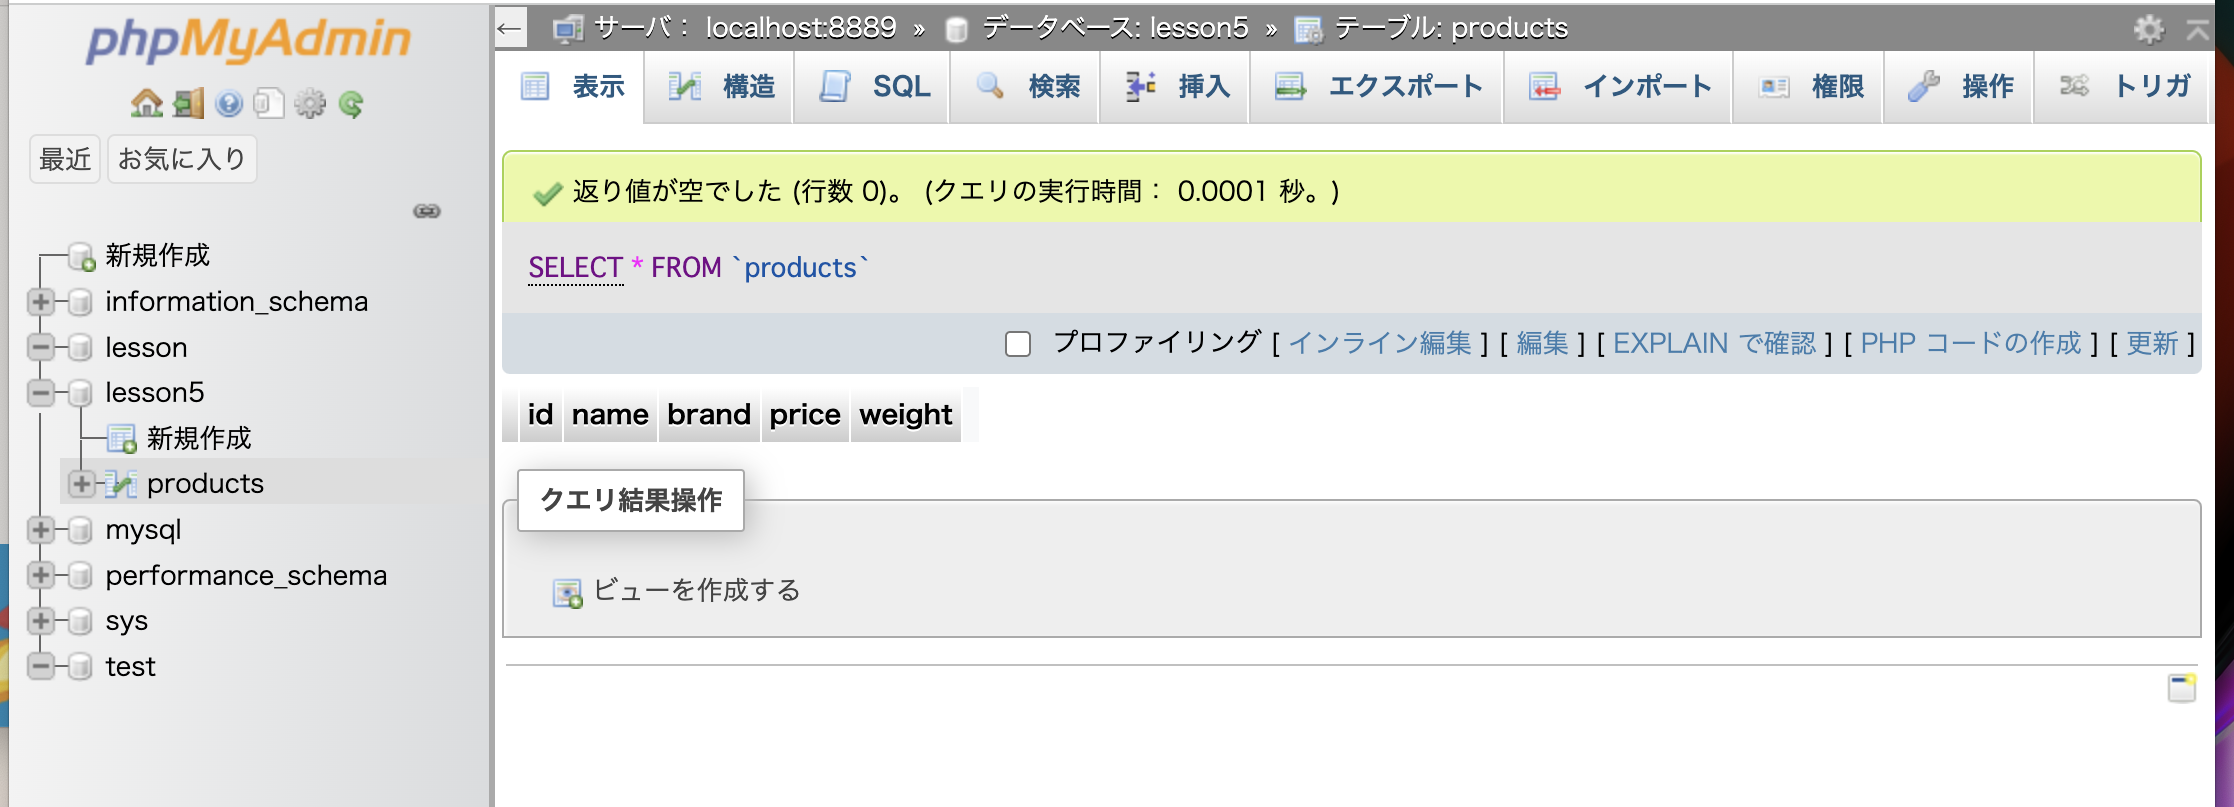 phpMyAdmin
最近 お気に入り
新規作成
information_schema
lesson
lesson5
新規作成
products
mysql
performance_schema
sys
test
← サーバ： localhost:8889 » データベース: lesson5 » テーブル: products
表示 構造 SQL 検索 挿入 エクスポート インポート 権限 操作 トリガ
返り値が空でした (行数 0)。 (クエリの実行時間： 0.0001 秒。)
SELECT * FROM `products`
プロファイリング [ インライン編集 ] [ 編集 ] [ EXPLAIN で確認 ] [ PHP コードの作成 ] [ 更新 ]
id name brand price weight
クエリ結果操作
ビューを作成する